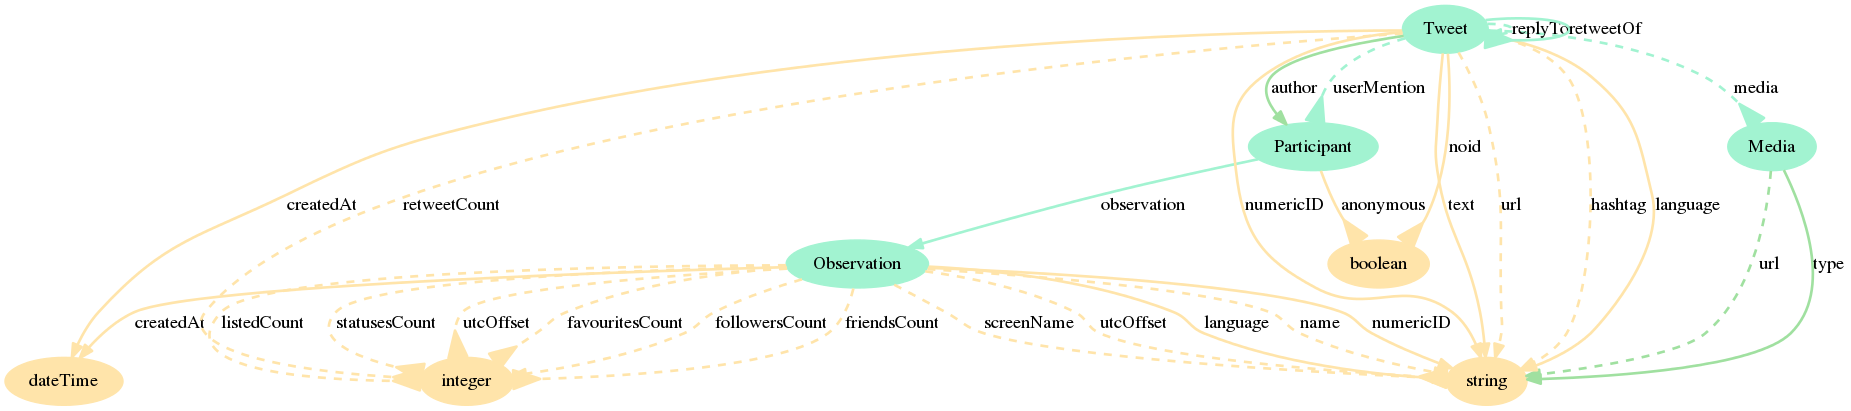 Tweet
replyTo
retweetOf
author
userMention
media
Participant
noid
Media
createdAt
retweetCount
observation
numericID
anonymous
text
url
hashtag
language
url
type
Observation
boolean
createdAt
listedCount
statusesCount
utcOffset
favouritesCount
followersCount
friendsCount
screenName
utcOffset
language
name
numericID
dateTime
integer
string